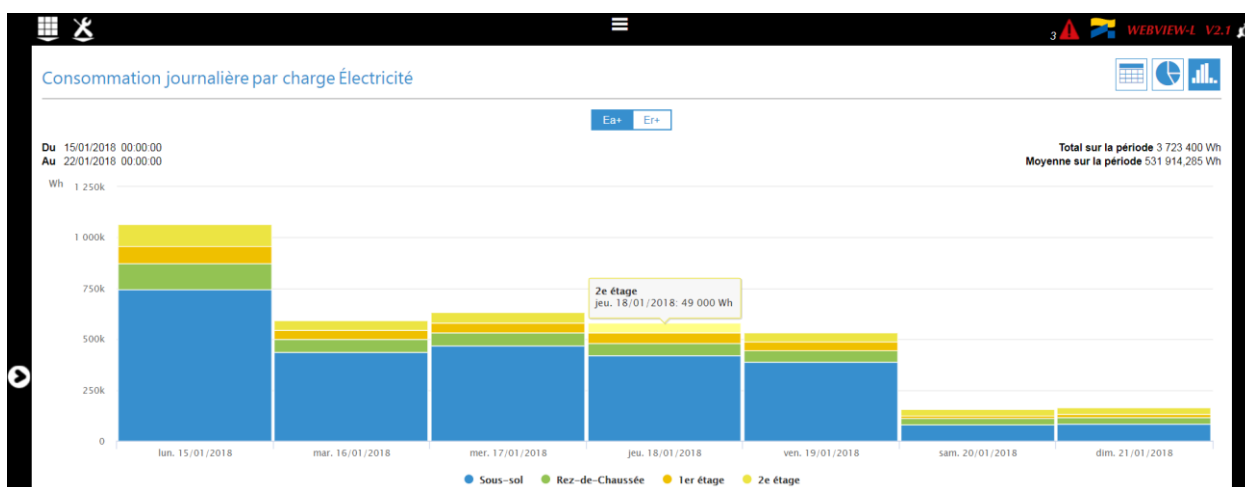 3 WEBVIEW-L V2.1
Consommation journalière par charge Électricité
Ea+ Er+
Du 15/01/2018 00:00:00
Au 22/01/2018 00:00:00
Total sur la période 3 723 400 Wh
Moyenne sur la période 531 914,285 Wh
Wh
1 250k
1 000k
750k
500k
250k
0
2e étage
jeu. 18/01/2018: 49 000 Wh
lun. 15/01/2018 mar. 16/01/2018 mer. 17/01/2018 jeu. 18/01/2018 ven. 19/01/2018 sam. 20/01/2018 dim. 21/01/2018
Sous-sol Rez-de-Chaussée 1er étage 2e étage